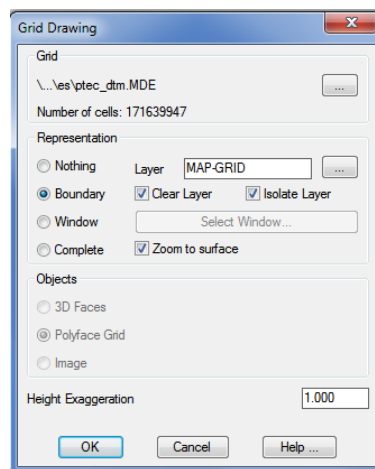 Grid Drawing
Grid
\...\es\ptec_dtm.MDE ...
Number of cells: 171639947
Representation
Nothing Layer MAP-GRID ...
Boundary Clear Layer Isolate Layer
Window Select Window...
Complete Zoom to surface
Objects
3D Faces
Polyface Grid
Image
Height Exaggeration 1.000
OK Cancel Help ...